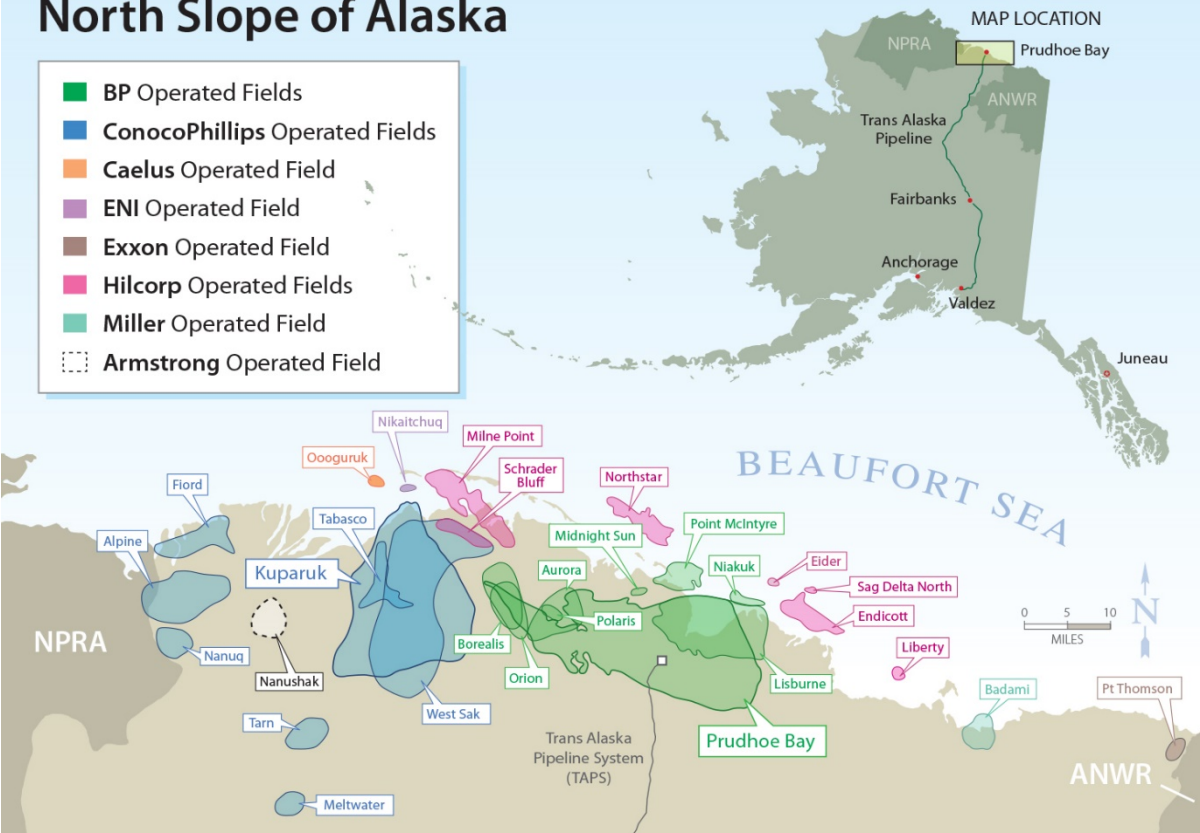 North Slope of Alaska
BP Operated Fields
ConocoPhillips Operated Fields
Caelus Operated Field
ENI Operated Field
Exxon Operated Field
Hilcorp Operated Fields
Miller Operated Field
Armstrong Operated Field
MAP LOCATION
NPRA
Prudhoe Bay
ANWR
Trans Alaska
Pipeline
Fairbanks
Anchorage
Valdez
Juneau
Nikaitchuq
Milne Point
Oooguruk
Schrader
Bluff
Northstar
BEAUFORT SEA
Fiord
Tabasco
Point McIntyre
Midnight Sun
Alpine
Eider
Niakuk
Aurora
Kuparuk
Sag Delta North
0 5 10
MILES
N
Endicott
Polaris
NPRA
Borealis
Liberty
Nanuq
Nanushak
Orion
Lisburne
Badami
Pt Thomson
West Sak
Tarn
Prudhoe Bay
Trans Alaska
Pipeline System
(TAPS)
ANWR
Meltwater